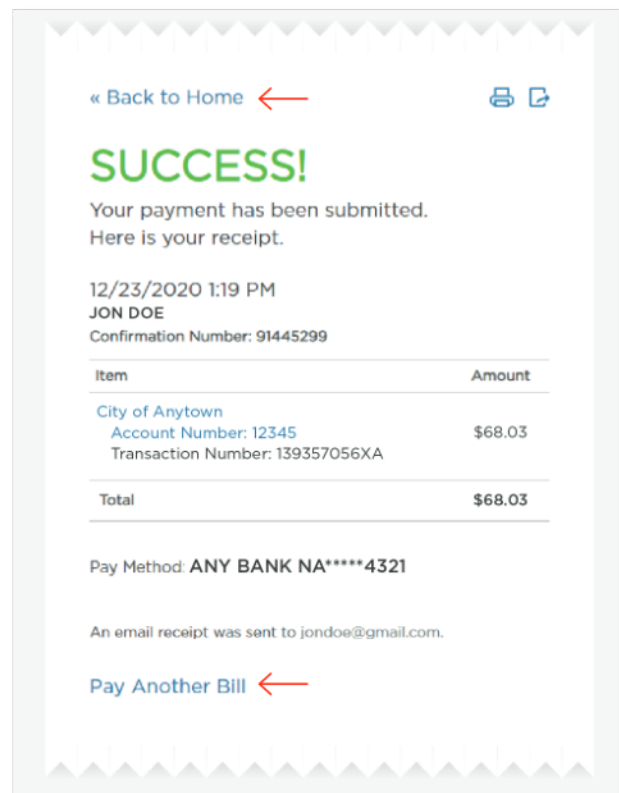 « Back to Home
SUCCESS!
Your payment has been submitted.
Here is your receipt.
12/23/2020 1:19 PM
JON DOE
Confirmation Number: 91445299
Item Amount
City of Anytown
Account Number: 12345 $68.03
Transaction Number: 139357056XA
Total $68.03
Pay Method: ANY BANK NA*****4321
An email receipt was sent to jondoe@gmail.com.
Pay Another Bill